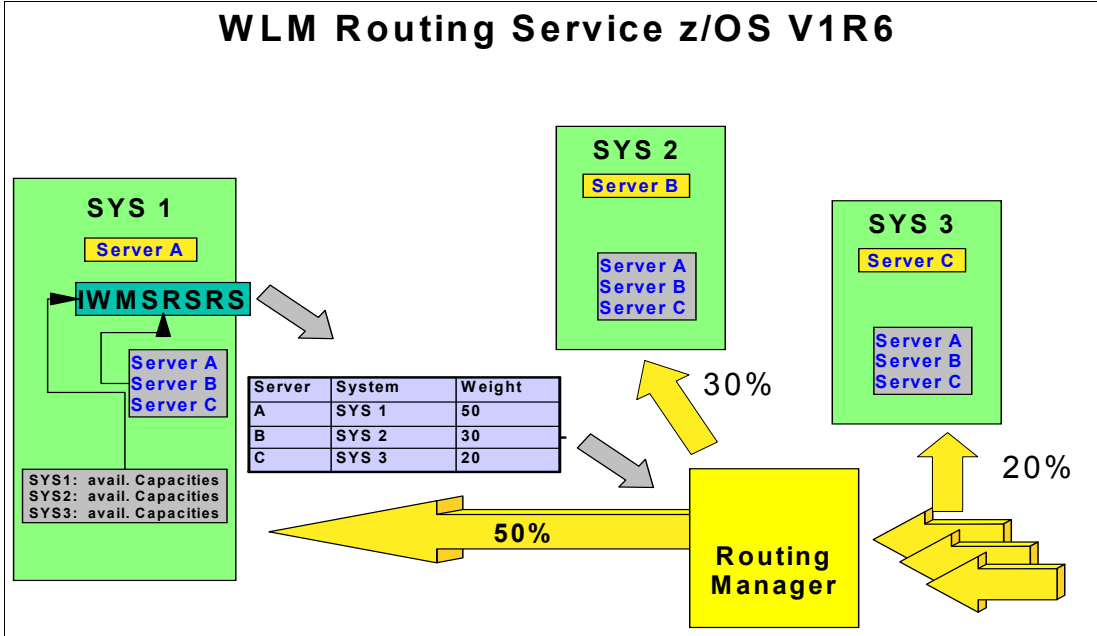 WLM Routing Service z/OS V1R6
SYS 1
Server A
IWMSRSRS
Server A
Server B
Server C
SYS1: avail. Capacities
SYS2: avail. Capacities
SYS3: avail. Capacities
Server System Weight
A SYS 1 50
B SYS 2 30
C SYS 3 20
SYS 2
Server B
Server A
Server B
Server C
30%
SYS 3
Server C
Server A
Server B
Server C
20%
50%
Routing
Manager